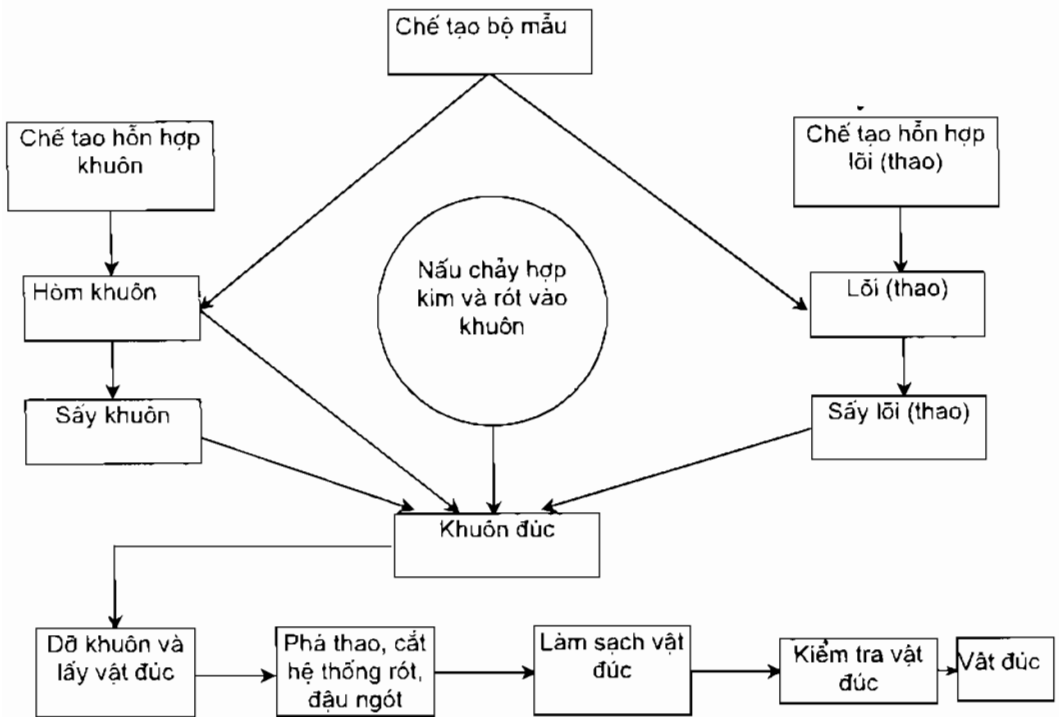 Chế tạo bộ mẫu
Chế tao hỗn hợp
khuôn
Chế tạo hỗn hợp
lõi (thao)
Nấu chảy hợp
kim và rót vào
khuôn
Hòm khuôn
Lõi (thao)
Sấy khuôn
Sấy lõi (thao)
Khuôn đúc
Dỡ khuôn và
lấy vật đúc
Phá thao, cắt
hệ thống rót,
đậu ngót
Làm sạch vật
đúc
Kiểm tra vật
đúc
Vât đúc